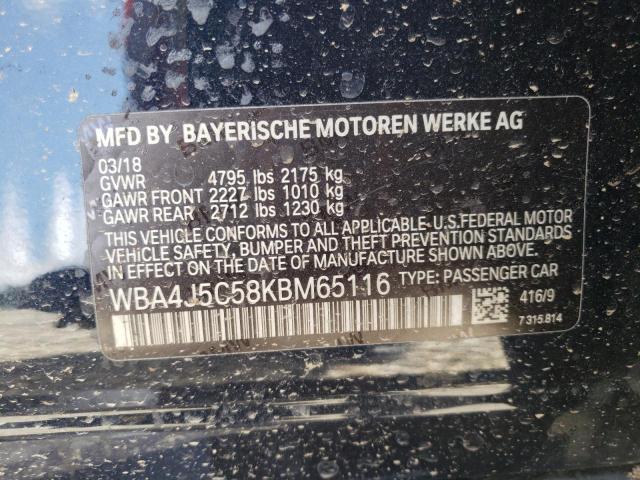 MFD BY BAYERISCHE MOTOREN WERKE AG
03/18
GVWR 4795 lbs 2175 kg
GAWR FRONT 2227 lbs 1010 kg
GAWR REAR 2712 lbs 1230 kg
THIS VEHICLE CONFORMS TO ALL APPLICABLE U.S.FEDERAL MOTOR
VEHICLE SAFETY, BUMPER AND THEFT PREVENTION STANDARDS
IN EFFECT ON THE DATE OF MANUFACTURE SHOWN ABOVE.
WBA4J5C58KBM65116 TYPE: PASSENGER CAR
416/9
7 315.814